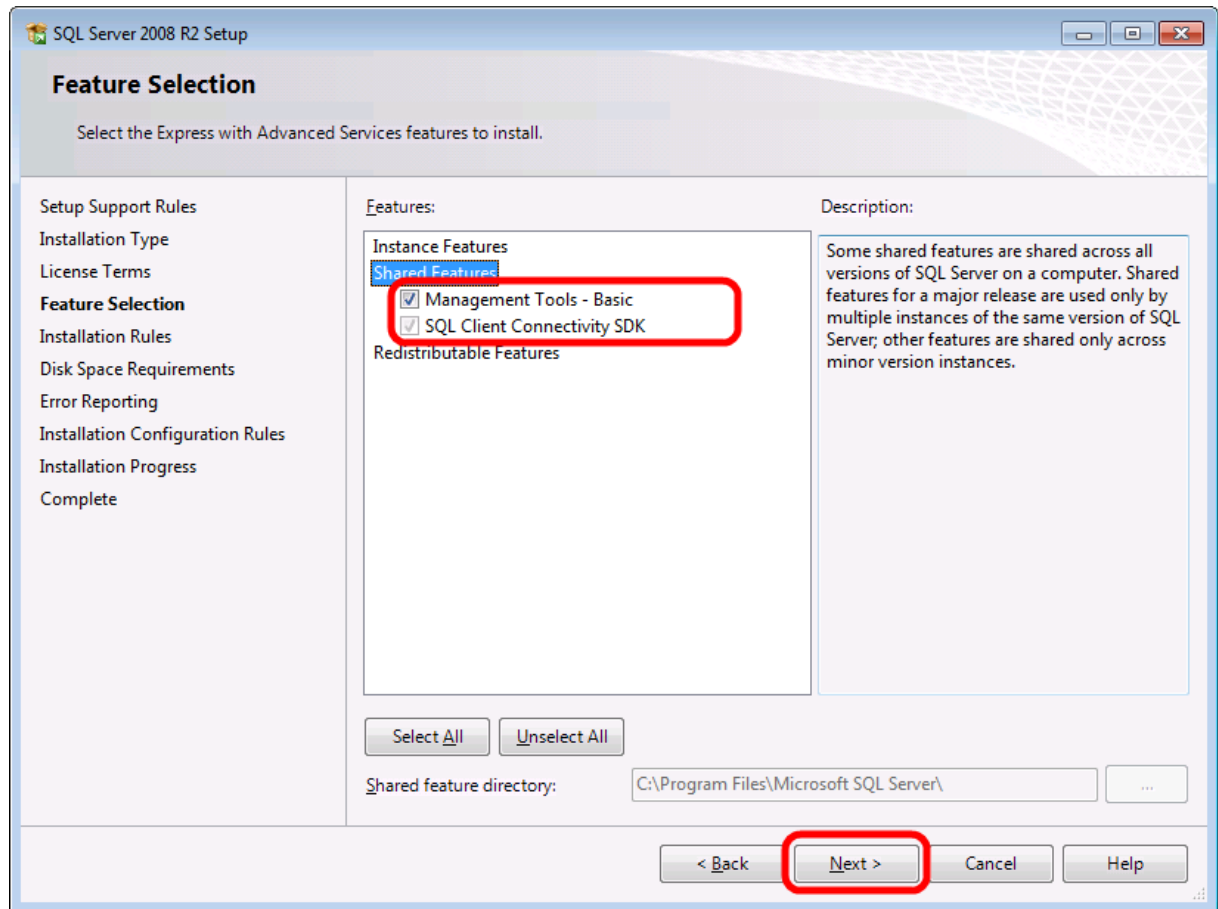 SQL Server 2008 R2 Setup
Feature Selection
Select the Express with Advanced Services features to install.
Setup Support Rules
Installation Type
License Terms
Feature Selection
Installation Rules
Disk Space Requirements
Error Reporting
Installation Configuration Rules
Installation Progress
Complete
Features:
Instance Features
Shared Features
Management Tools - Basic
SQL Client Connectivity SDK
Redistributable Features
Description:
Some shared features are shared across all
versions of SQL Server on a computer. Shared
features for a major release are used only by
multiple instances of the same version of SQL
Server; other features are shared only across
minor version instances.
Select All
Unselect All
Shared feature directory:
C:\Program Files\Microsoft SQL Server\
...
< Back
Next >
Cancel
Help